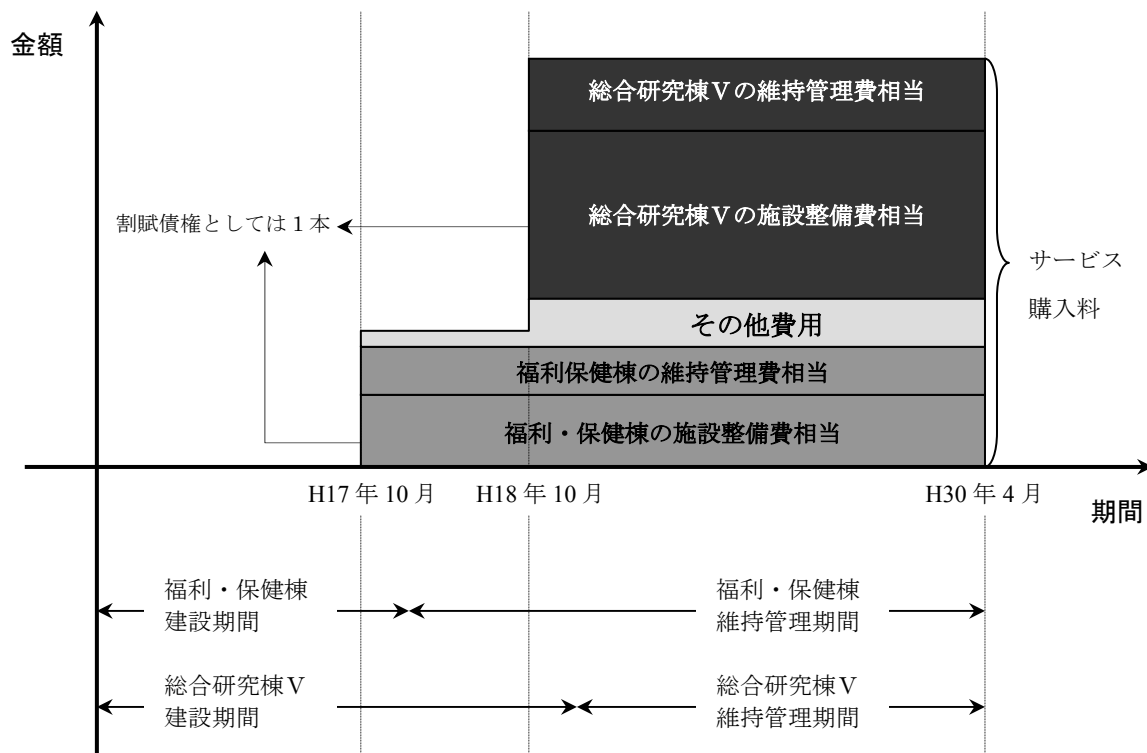 金額
総合研究棟Ⅴの維持管理費相当
総合研究棟Ⅴの施設整備費相当
割賦債権としては１本
サービス
購入料
その他費用
福利保健棟の維持管理費相当
福利・保健棟の施設整備費相当
H17 年 10 月
H18 年 10 月
H30 年 4 月
期間
福利・保健棟
建設期間
福利・保健棟
維持管理期間
総合研究棟Ⅴ
建設期間
総合研究棟Ⅴ
維持管理期間